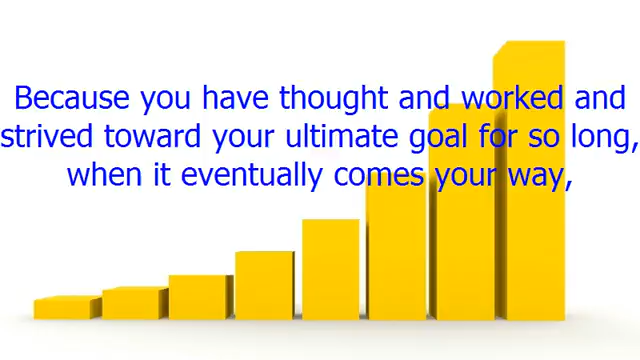 Because you have thought and worked and
strived toward your ultimate goal for so long,
when it eventually comes your way,